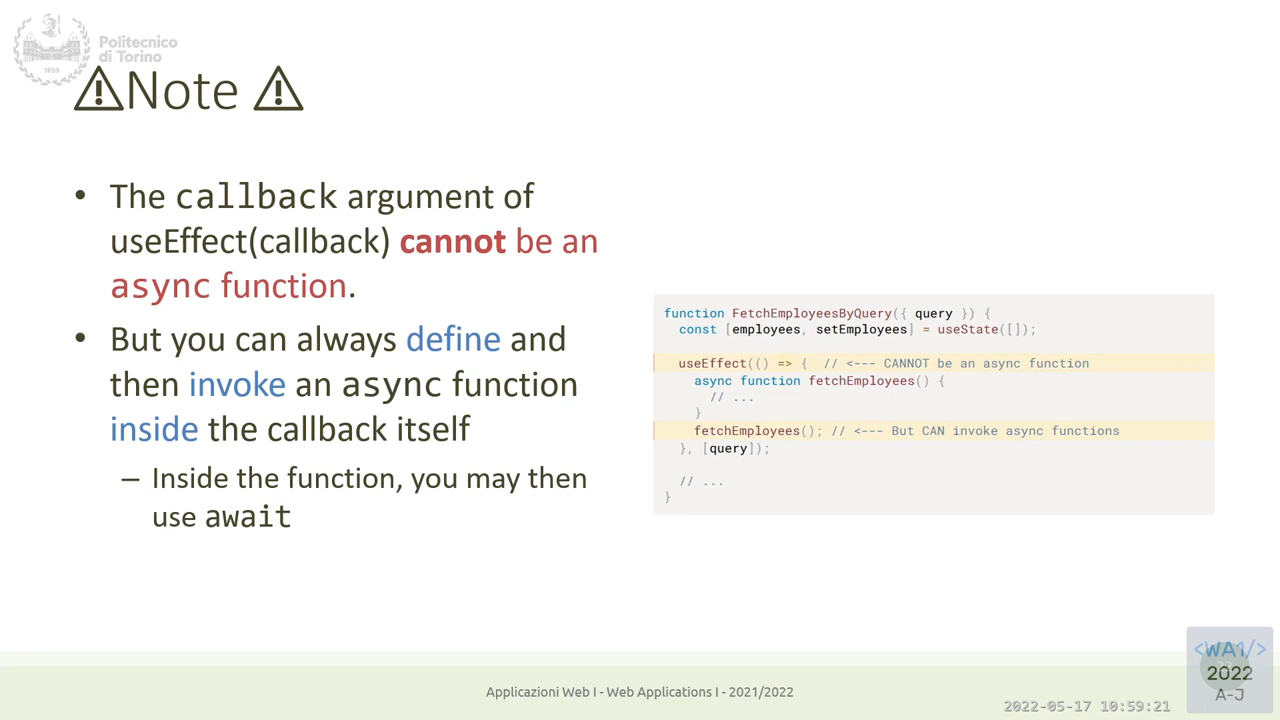 Politecnico
di Torino
1859
⚠Note ⚠
• The callback argument of
useEffect(callback) cannot be an
async function.
• But you can always define and
then invoke an async function
inside the callback itself
– Inside the function, you may then
use await
function FetchEmployeesByQuery({ query }) {
const [employees, setEmployees] = useState([]);
useEffect(() => { // <--- CANNOT be an async function
async function fetchEmployees() {
// ...
}
fetchEmployees(); // <--- But CAN invoke async functions
}, [query]);
// ...
}
Applicazioni Web I - Web Applications I - 2021/2022
<WA1/>
2022
A-J
2022-05-17 10:59:21